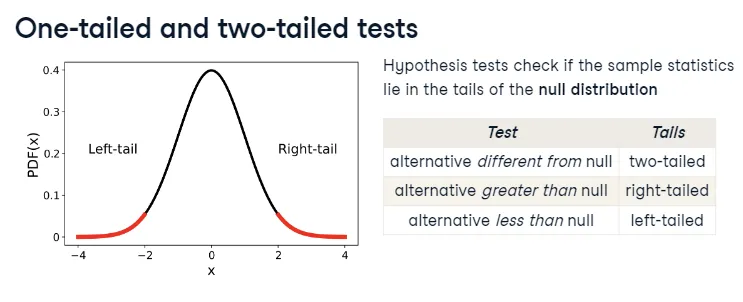 One-tailed and two-tailed tests
0.4
0.3
0.2
0.1
0
PDF(x)
Left-tail
Right-tail
−4
−2
0
2
4
x
Hypothesis tests check if the sample statistics
lie in the tails of the null distribution
Test Tails
alternative different from null two-tailed
alternative greater than null right-tailed
alternative less than null left-tailed